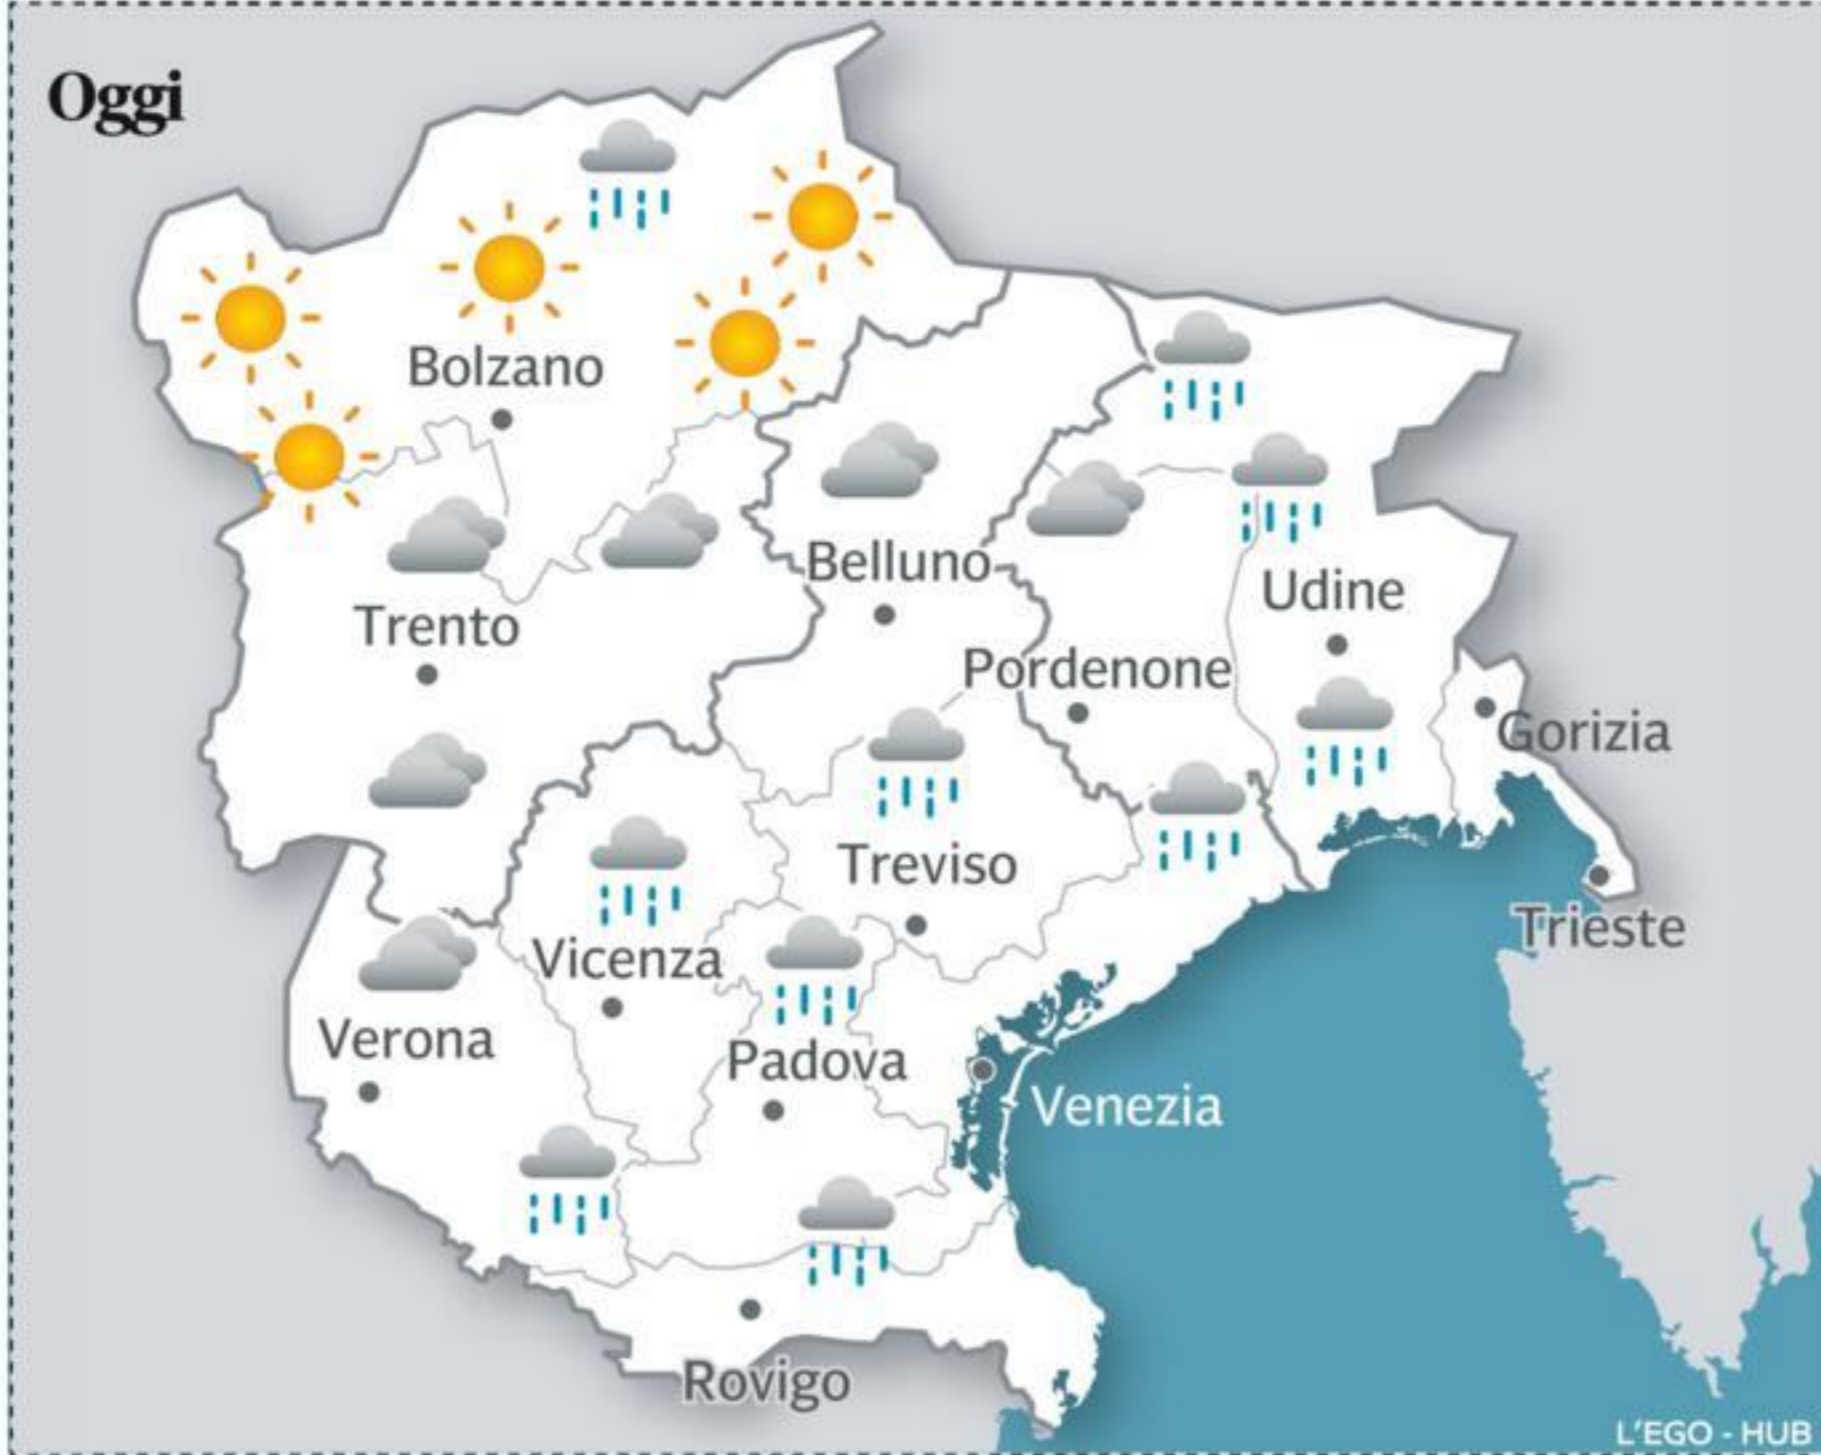 Oggi
Bolzano
Belluno
Udine
Trento
Pordenone
Gorizia
Treviso
Trieste
Vicenza
Verona
Padova
Venezia
Rovigo
L'EGO - HUB